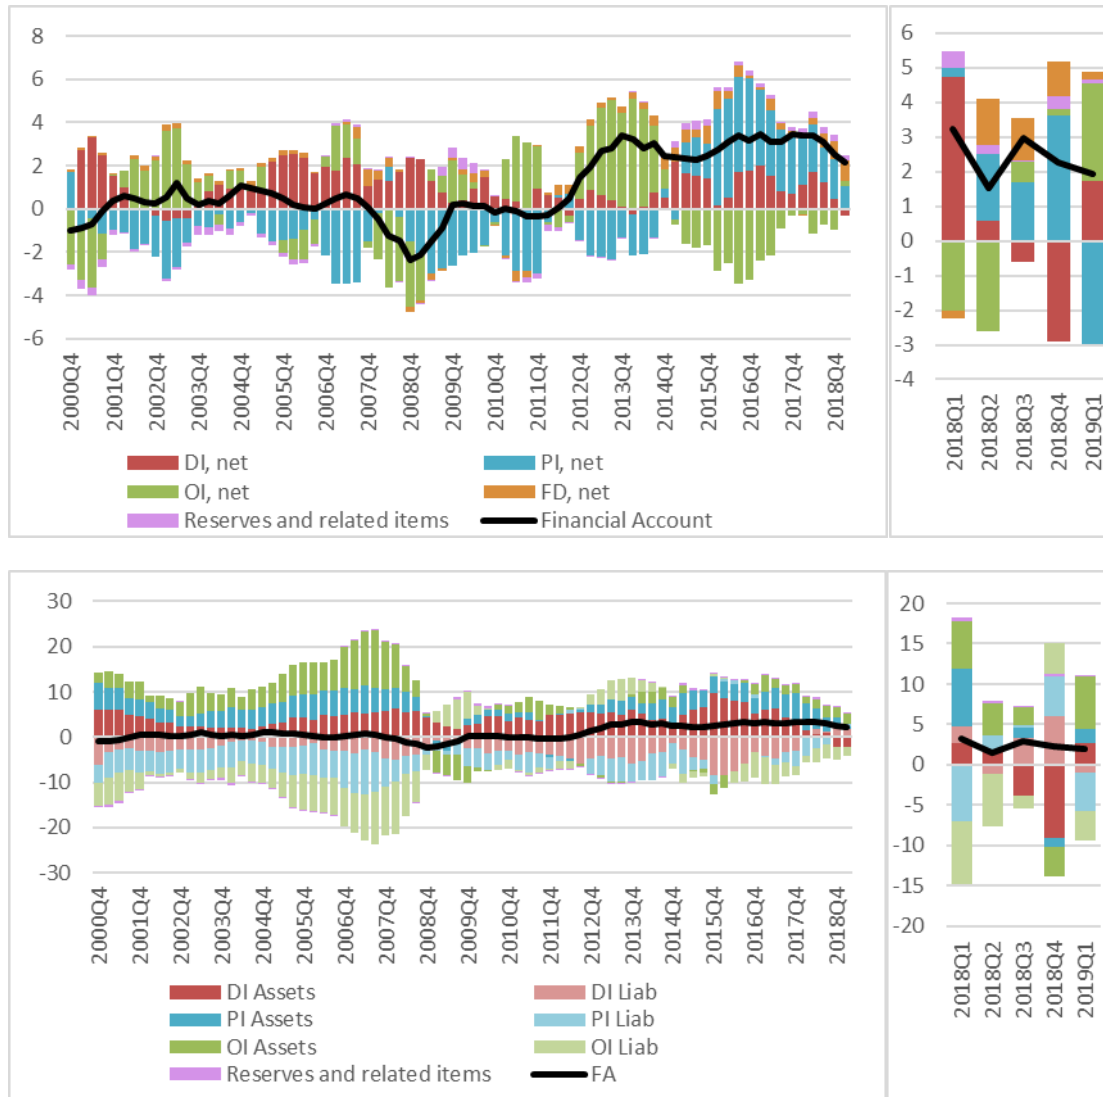 8
6
4
2
0
-2
-4
-6
2000Q4
2001Q4
2002Q4
2003Q4
2004Q4
2005Q4
2006Q4
2007Q4
2008Q4
2009Q4
2010Q4
2011Q4
2012Q4
2013Q4
2014Q4
2015Q4
2016Q4
2017Q4
2018Q4
DI, net
PI, net
OI, net
FD, net
Reserves and related items
Financial Account
6
5
4
3
2
1
0
-1
-2
-3
-4
2018Q1
2018Q2
2018Q3
2018Q4
2019Q1
30
20
10
0
-10
-20
-30
2000Q4
2001Q4
2002Q4
2003Q4
2004Q4
2005Q4
2006Q4
2007Q4
2008Q4
2009Q4
2010Q4
2011Q4
2012Q4
2013Q4
2014Q4
2015Q4
2016Q4
2017Q4
2018Q4
DI Assets
DI Liab
PI Assets
PI Liab
OI Assets
OI Liab
Reserves and related items
FA
20
15
10
5
0
-5
-10
-15
-20
2018Q1
2018Q2
2018Q3
2018Q4
2019Q1